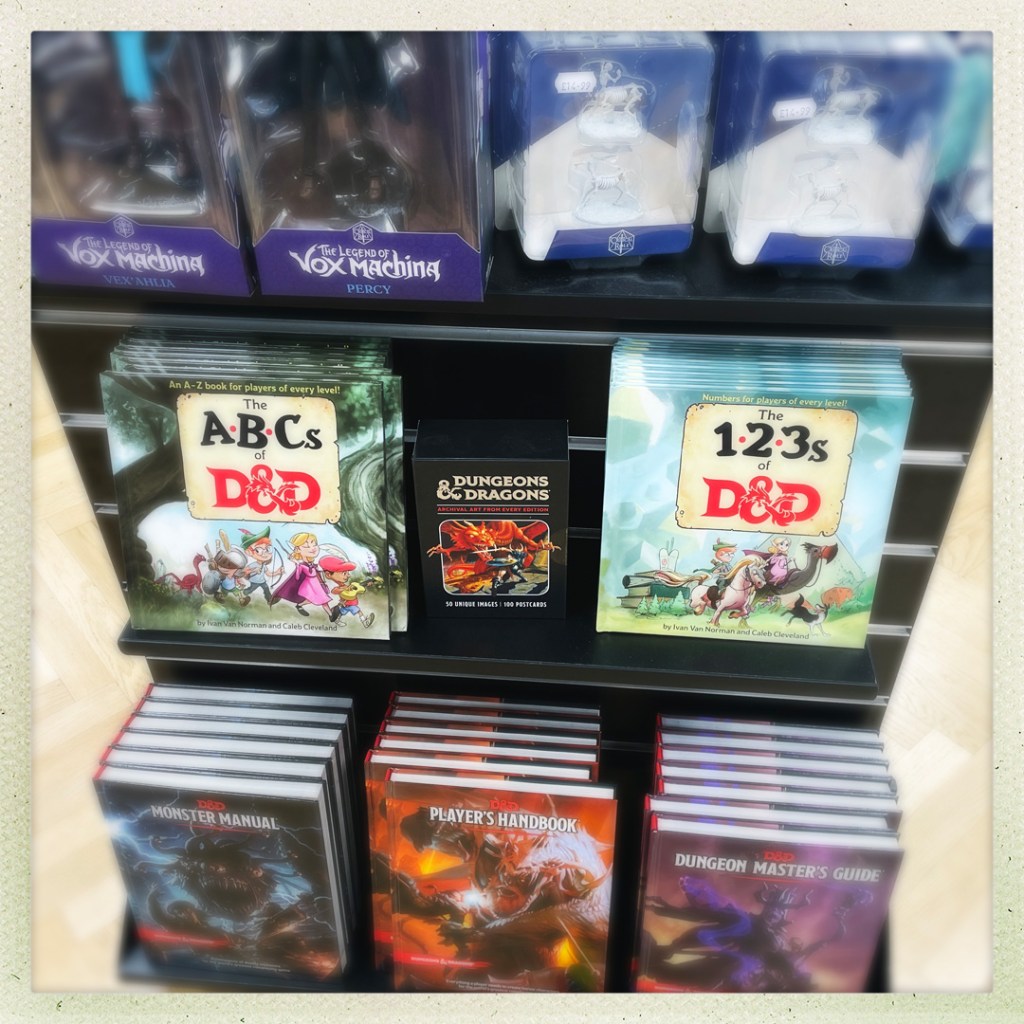 THE LEGEND OF
VOX MACHINA
VEX'AHLIA
THE LEGEND OF
VOX MACHINA
PERCY
An A-Z book for players of every level!
The
A·B·Cs
of
D&D
by Ivan Van Norman and Caleb Cleveland
DUNGEONS
& DRAGONS
ARCHIVAL ART FROM EVERY EDITION
50 UNIQUE IMAGES | 100 POSTCARDS
Numbers for players of every level!
The
1·2·3s
of
D&D
by Ivan Van Norman and Caleb Cleveland
D&D
MONSTER MANUAL
D&D
PLAYER'S HANDBOOK
D&D
DUNGEON MASTER'S GUIDE